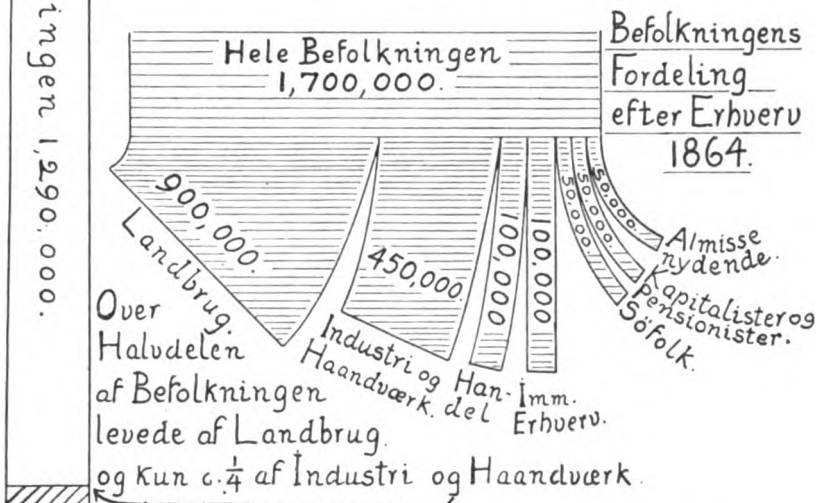 ingen 1,290,000.
Hele Befolkningen
1,700,000.
Befolkningens
Fordeling
efter Erhverv
1864.
900,000.
Landbrug.
450,000.
Industri og
Haandværk.
100,000
Han-
del
100.000
Imm.
Erhverv.
50.000.
Söfolk.
50.000.
Kapitalister og
Pensionister.
50.000.
Almisse
nydende.
Over
Halvdelen
af Befolkningen
levede af Landbrug.
og kun c. 1/4 af Industri og Haandværk.